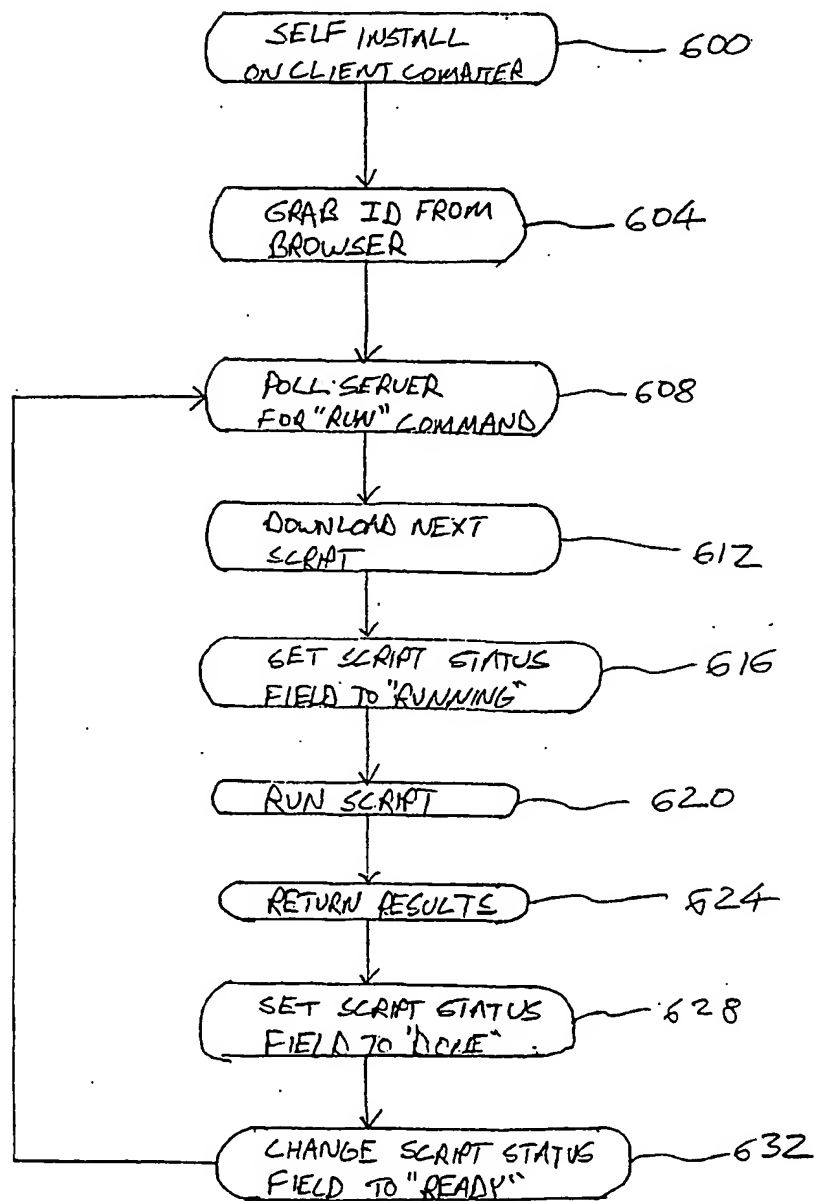 SELF INSTALL
ON CLIENT COMPUTER
600
GRAB ID FROM
BROWSER
604
POLL SERVER
FOR "RUN" COMMAND
608
DOWNLOAD NEXT
SCRIPT
612
SET SCRIPT STATUS
FIELD TO "RUNNING"
616
RUN SCRIPT
620
RETURN RESULTS
624
SET SCRIPT STATUS
FIELD TO "DONE"
628
CHANGE SCRIPT STATUS
FIELD TO "READY"
632